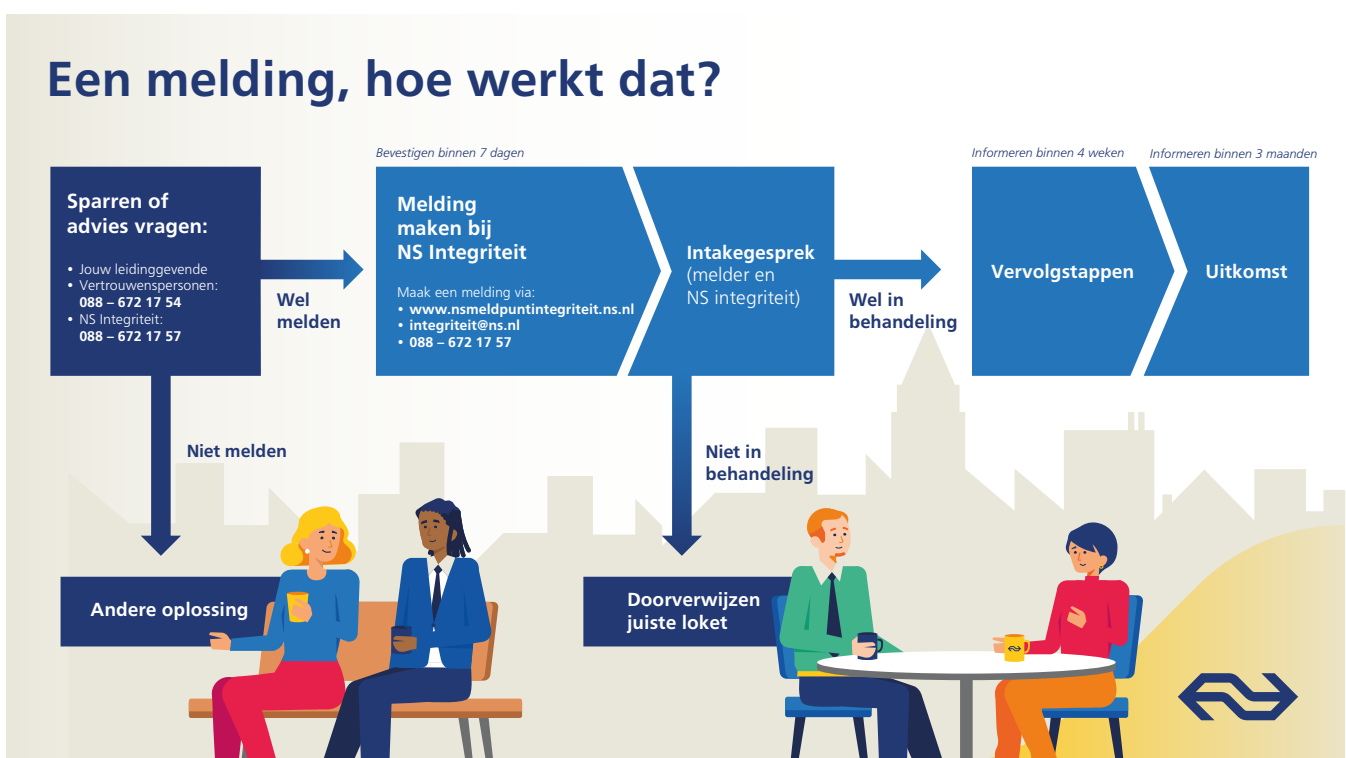 Een melding, hoe werkt dat?
Bevestigen binnen 7 dagen
Informeren binnen 4 weken
Informeren binnen 3 maanden
Sparren of
advies vragen:
• Jouw leidinggevende
• Vertrouwenspersonen:
088 – 672 17 54
• NS Integriteit:
088 – 672 17 57
Wel
melden
Melding
maken bij
NS Integriteit
Maak een melding via:
• www.nsmeldpuntintegriteit.ns.nl
• integriteit@ns.nl
• 088 – 672 17 57
Intakegesprek
(melder en
NS integriteit)
Wel in
behandeling
Vervolgstappen
Uitkomst
Niet melden
Niet in
behandeling
Andere oplossing
Doorverwijzen
juiste loket